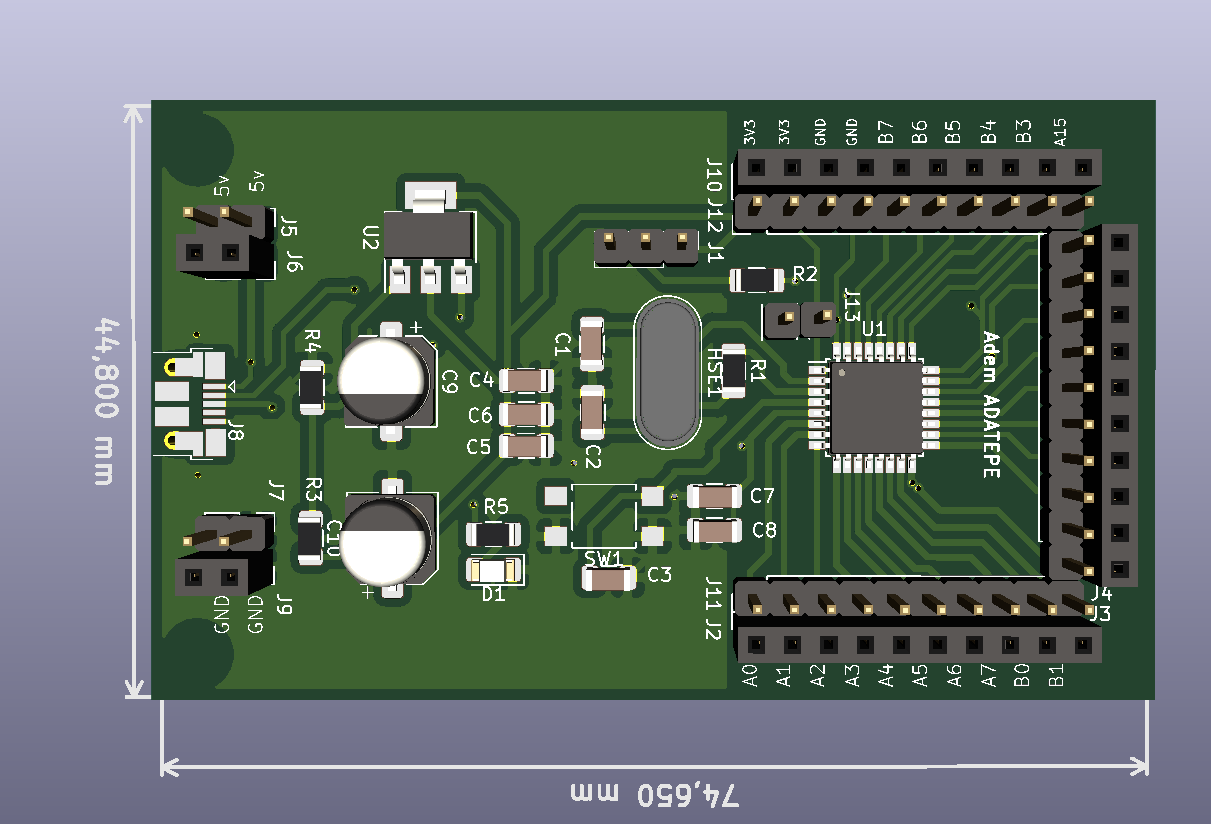 3V3
3V3
GND
GND
B7
B6
B5
B4
B3
A15
J10 J12
J1
5v
5v
J5
J6
U2
R2
J13
U1
C1
R4
C9
C4
C6
C5
C2
HSE1
R1
Adem ADATEPE
J8
J7
R3
C10
R5
D1
SW1
C7
C8
C3
J9
GND
GND
J11 J2
J4
J3
A0
A1
A2
A3
A4
A5
A6
A7
B0
B1
44,800 mm
74,650 mm
+
+